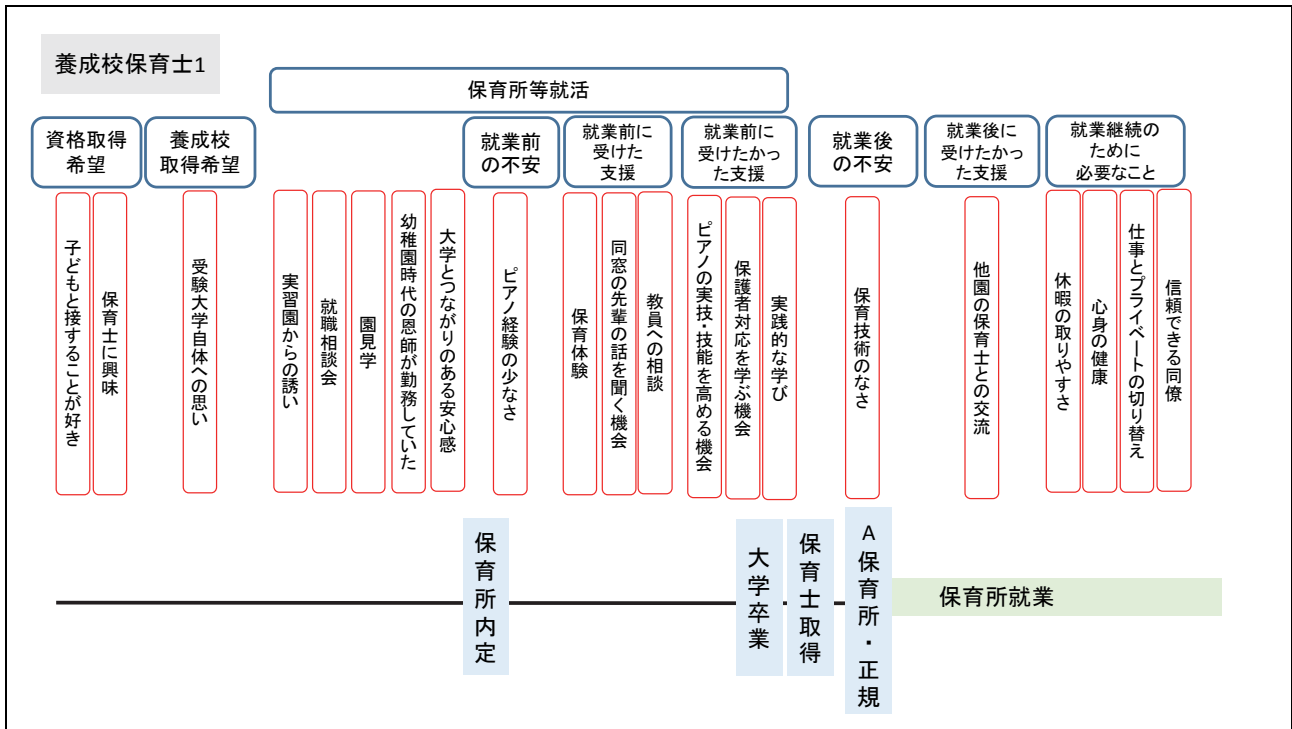 養成校保育士1
保育所等就活
資格取得
希望
養成校
取得希望
就業前
の不安
就業前に
受けた
支援
就業前に
受けたかっ
た支援
就業後
の不安
就業後に
受けたかっ
た支援
就業継続の
ために
必要なこと
子どもと接することが好き
保育士に興味
受験大学自体への思い
実習園からの誘い
就職相談会
園見学
幼稚園時代の恩師が勤務していた
大学とつながりのある安心感
ピアノ経験の少なさ
保育体験
同窓の先輩の話を聞く機会
教員への相談
ピアノの実技・技能を高める機会
保護者対応を学ぶ機会
実践的な学び
保育技術のなさ
他園の保育士との交流
休暇の取りやすさ
心身の健康
仕事とプライベートの切り替え
信頼できる同僚
保育所内定
大学卒業
保育士取得
A保育所・正規
保育所就業